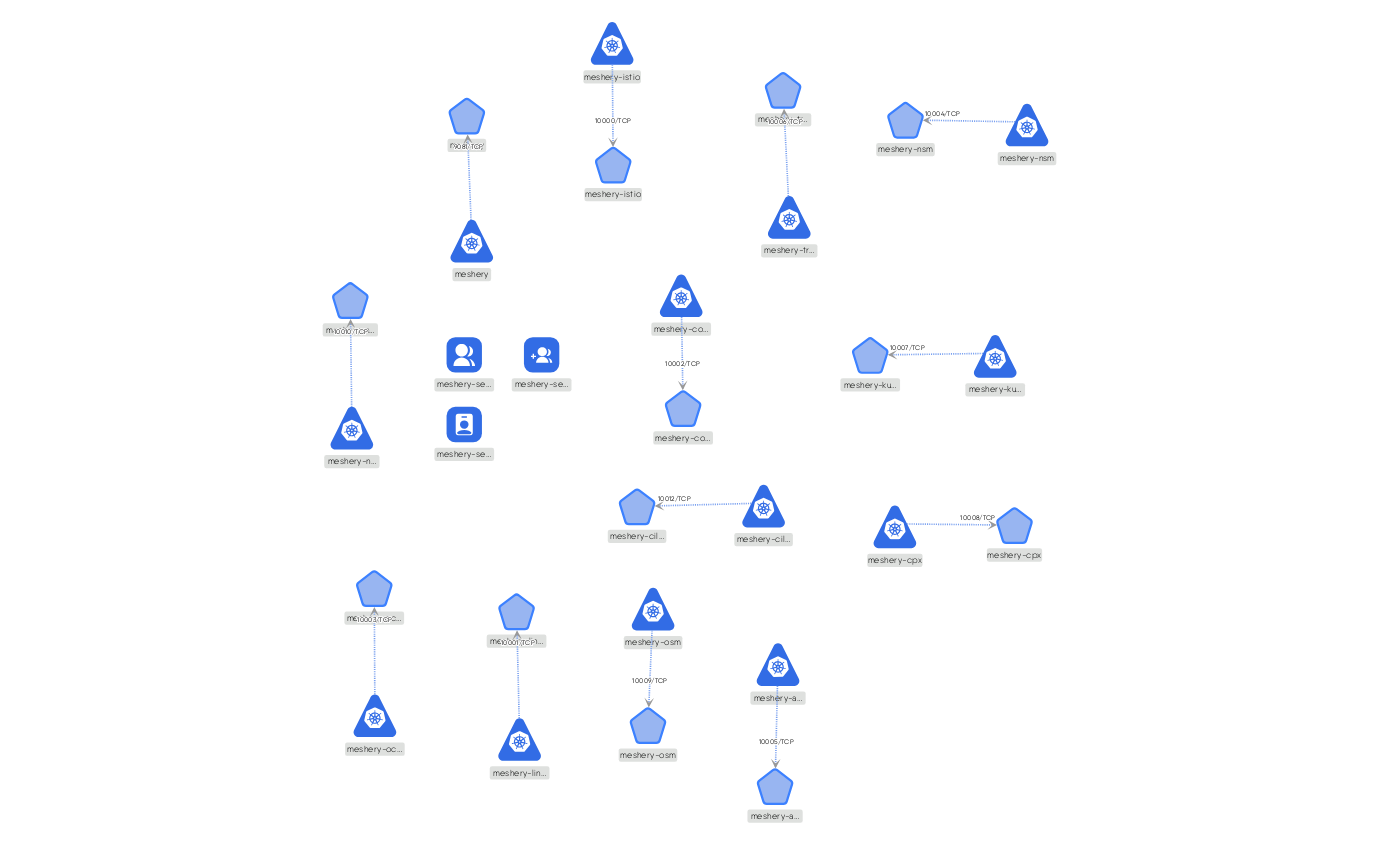 meshery-istio
10000/TCP
meshery-istio
10006/TCP
10004/TCP
meshery-nsm
meshery-nsm
9081/TCP
meshery-tr...
meshery
10010/TCP
meshery-n...
meshery-se...
meshery-se...
meshery-se...
meshery-co...
10002/TCP
meshery-co...
10007/TCP
meshery-ku...
meshery-ku...
10012/TCP
meshery-cil...
meshery-cil...
10008/TCP
meshery-cpx
meshery-cpx
10003/TCP
meshery-oc...
10001/TCP
meshery-lin...
meshery-osm
10009/TCP
meshery-osm
meshery-a...
10005/TCP
meshery-a...